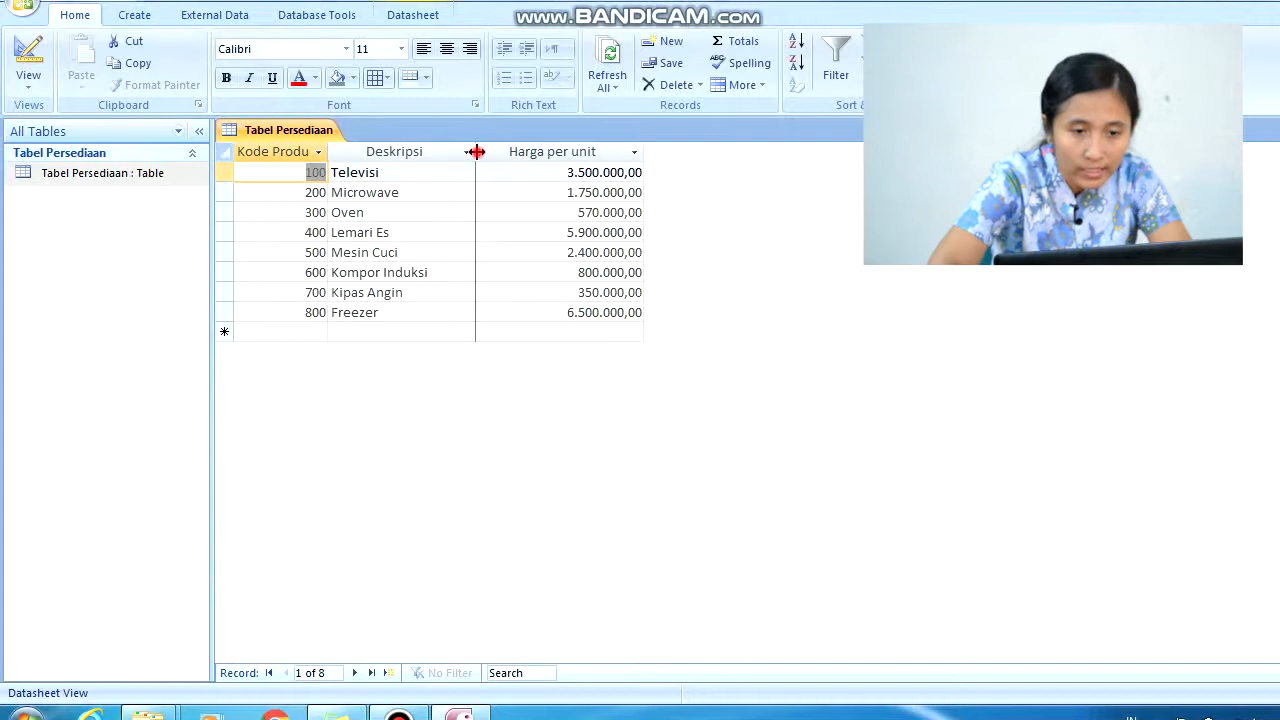 www.BANDICAM.com
Home Create External Data Database Tools Datasheet
View
Paste
Cut
Copy
Format Painter
Calibri 11
B I U A
ab
Refresh All
New
Save
Delete
Σ Totals
Spelling
More
A Z
Z A
Filter
Views Clipboard Font Rich Text Records Sort &
All Tables
Tabel Persediaan
Tabel Persediaan : Table
Tabel Persediaan
Kode Produ Deskripsi Harga per unit
100 Televisi 3.500.000,00
200 Microwave 1.750.000,00
300 Oven 570.000,00
400 Lemari Es 5.900.000,00
500 Mesin Cuci 2.400.000,00
600 Kompor Induksi 800.000,00
700 Kipas Angin 350.000,00
800 Freezer 6.500.000,00
Record: 1 of 8 No Filter Search
Datasheet View